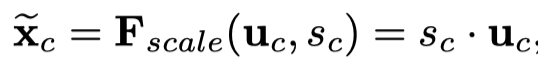 x̃_c = F_scale(u_c, s_c) = s_c · u_c,